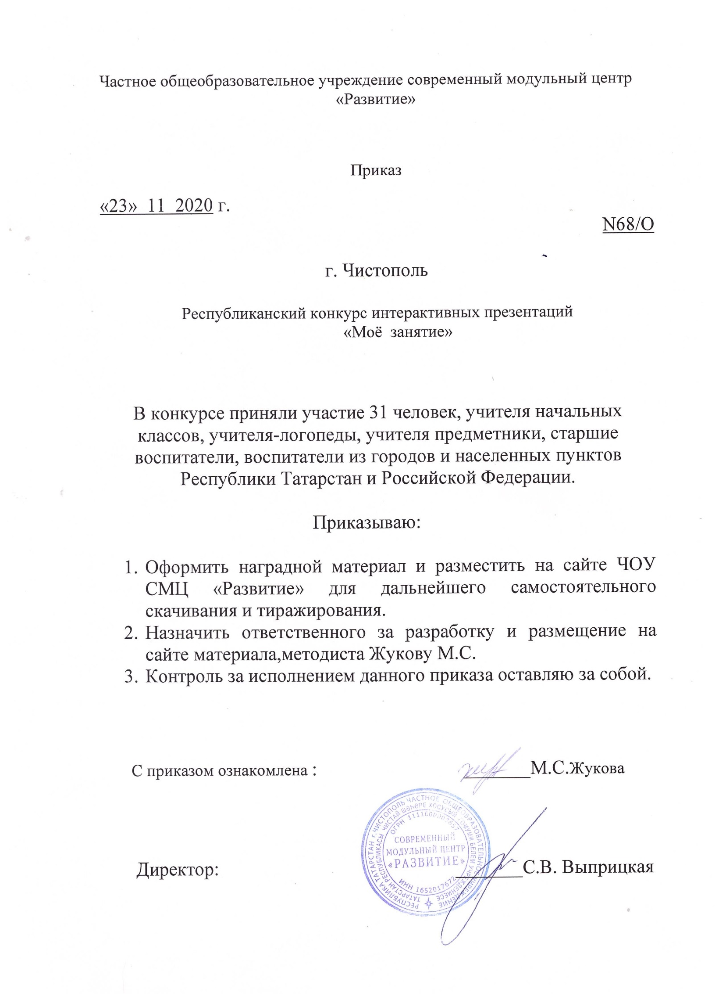 Частное общеобразовательное учреждение современный модульный центр
«Развитие»
Приказ
«23»  11  2020 г.
N68/О
г. Чистополь
Республиканский конкурс интерактивных презентаций
«Моё  занятие»
В конкурсе приняли участие 31 человек, учителя начальных
классов, учителя-логопеды, учителя предметники, старшие
воспитатели, воспитатели из городов и населенных пунктов
Республики Татарстан и Российской Федерации.
Приказываю:
1. Оформить наградной материал и разместить на сайте ЧОУ
СМЦ «Развитие» для дальнейшего самостоятельного
скачивания и тиражирования.
2. Назначить ответственного за разработку и размещение на
сайте материала,методиста Жукову М.С.
3. Контроль за исполнением данного приказа оставляю за собой.
С приказом ознакомлена : М.С.Жукова
РЕСПУБЛИКА ТАТАРСТАН г.ЧИСТОПОЛЬ ЧАСТНОЕ ОБЩЕОБРАЗОВАТЕЛЬНОЕ УЧРЕЖДЕНИЕ
ТАТАРСТАН РЕСПУБЛИКАСЫ ЧИСТАЙ ШӘҺӘРЕ ХОСУСЫЙ ГОМУМИ БЕЛЕМ УЧРЕЖДЕНИЕСЕ
ОГРН
СОВРЕМЕННЫЙ
МОДУЛЬНЫЙ ЦЕНТР
«РАЗВИТИЕ»
ИНН 1652017672
Директор: С.В. Выприцкая